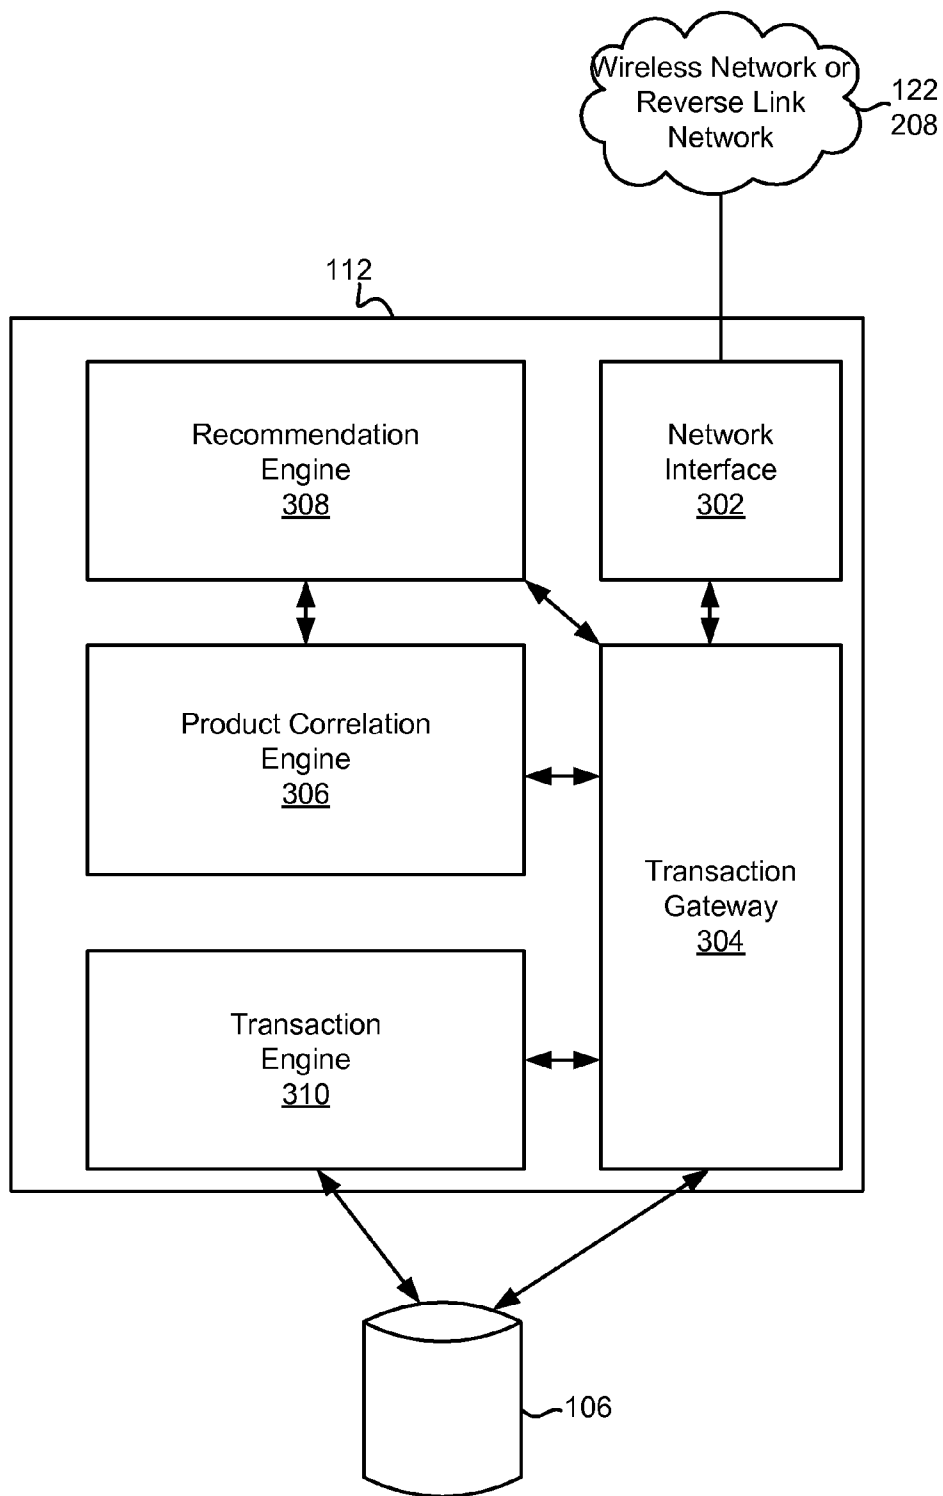 Wireless Network or
Reverse Link
Network
122
208
112
Recommendation
Engine
308
Network
Interface
302
Product Correlation
Engine
306
Transaction
Gateway
304
Transaction
Engine
310
106